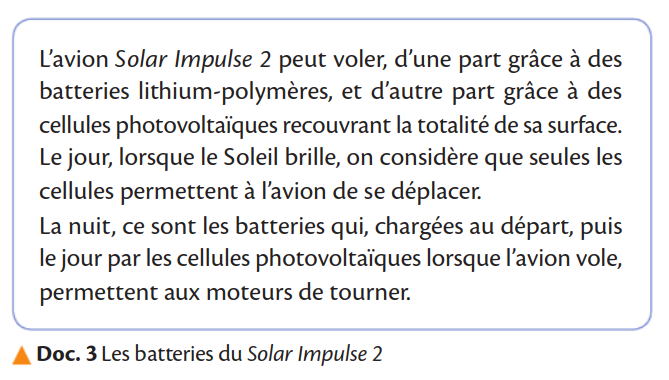 L'avion Solar Impulse 2 peut voler, d'une part grâce à des
batteries lithium-polymères, et d'autre part grâce à des
cellules photovoltaïques recouvrant la totalité de sa surface.
Le jour, lorsque le Soleil brille, on considère que seules les
cellules permettent à l'avion de se déplacer.
La nuit, ce sont les batteries qui, chargées au départ, puis
le jour par les cellules photovoltaïques lorsque l'avion vole,
permettent aux moteurs de tourner.
Doc. 3 Les batteries du Solar Impulse 2